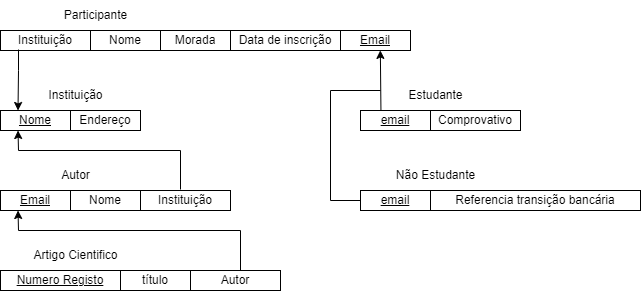 Participante
Instituição Nome Morada Data de inscrição Email
Instituição
Nome Endereço
Estudante
email Comprovativo
Autor
Email Nome Instituição
Não Estudante
email Referencia transição bancária
Artigo Cientifico
Numero Registo título Autor